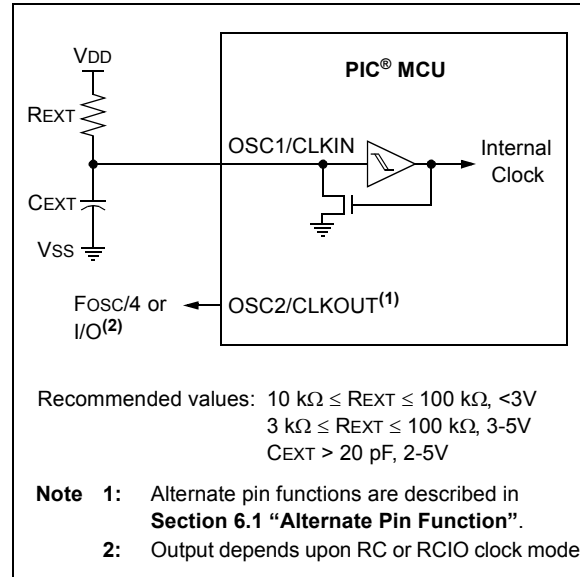 VDD
PIC® MCU
REXT
OSC1/CLKIN
Internal
Clock
CEXT
VSS
FOSC/4 or
I/O(2)
OSC2/CLKOUT(1)
Recommended values: 10 kΩ ≤ REXT ≤ 100 kΩ, <3V
3 kΩ ≤ REXT ≤ 100 kΩ, 3-5V
CEXT > 20 pF, 2-5V
Note 1: Alternate pin functions are described in
Section 6.1 “Alternate Pin Function”.
2: Output depends upon RC or RCIO clock mode